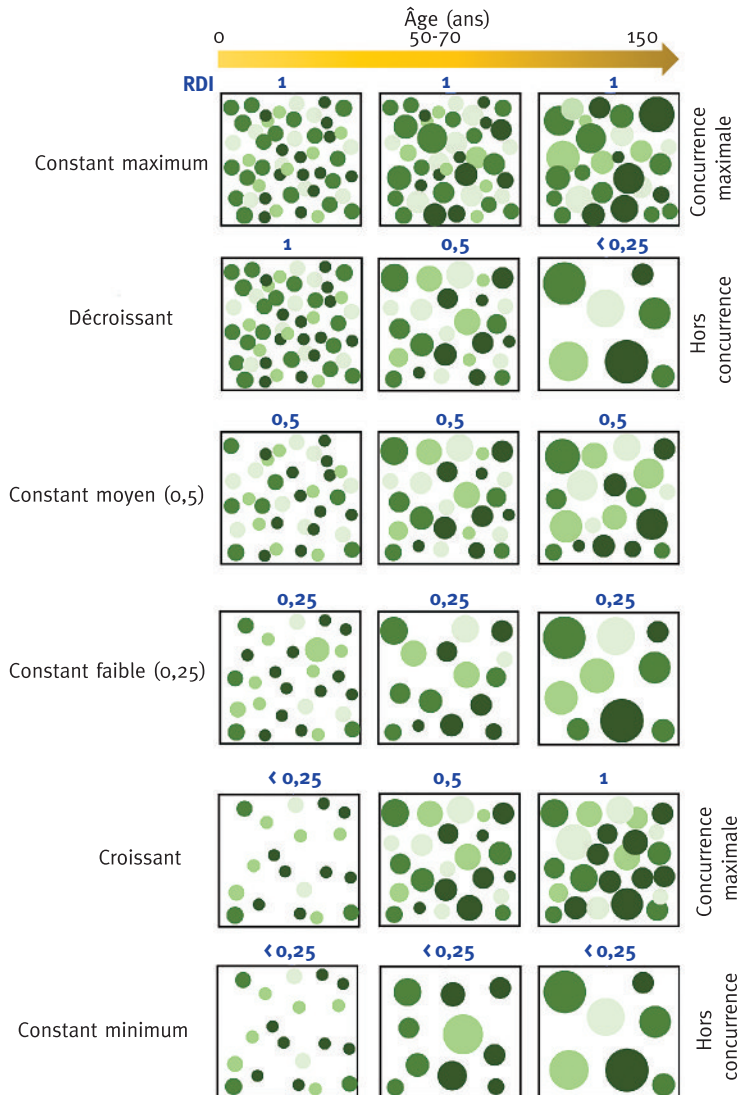 Âge (ans)
0 50-70 150
RDI 1 1 1
Constant maximum
Concurrence
maximale
1 0,5 < 0,25
Décroissant
Hors
concurrence
0,5 0,5 0,5
Constant moyen (0,5)
0,25 0,25 0,25
Constant faible (0,25)
< 0,25 0,5 1
Croissant
Concurrence
maximale
< 0,25 < 0,25 < 0,25
Constant minimum
Hors
concurrence